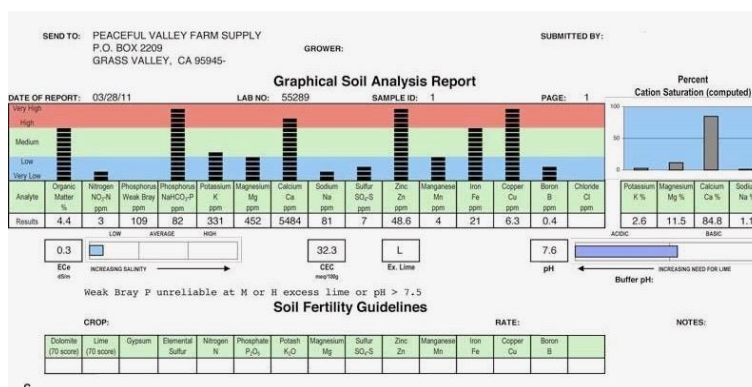 SEND TO: PEACEFUL VALLEY FARM SUPPLY
P.O. BOX 2209
GRASS VALLEY, CA 95945-
GROWER:
SUBMITTED BY:
Graphical Soil Analysis Report
DATE OF REPORT: 03/28/11 LAB NO: 55289 SAMPLE ID: 1 PAGE: 1
Percent
Cation Saturation (computed)
Very High
High
Medium
Low
Very Low
100
50
0
Analyte Organic Matter % Nitrogen NO3-N ppm Phosphorus Weak Bray ppm Phosphorus NaHCO3-P ppm Potassium K ppm Magnesium Mg ppm Calcium Ca ppm Sodium Na ppm Sulfur SO4-S ppm Zinc Zn ppm Manganese Mn ppm Iron Fe ppm Copper Cu ppm Boron B ppm Chloride Cl ppm
Results 4.4 3 109 82 331 452 5484 81 7 48.6 4 21 6.3 0.4
Potassium K % Magnesium Mg % Calcium Ca % Sodiu Na %
2.6 11.5 84.8 1.1
LOW AVERAGE HIGH
0.3
ECe
dS/m
INCREASING SALINITY
32.3
CEC
meq/100g
L
Ex. Lime
7.6
pH
ACIDIC BASIC
INCREASING NEED FOR LIME
Buffer pH:
Weak Bray P unreliable at M or H excess lime or pH > 7.5
Soil Fertility Guidelines
CROP: RATE: NOTES:
Dolomite (70 score) Lime (70 score) Gypsum Elemental Sulfur Nitrogen N Phosphate P2O5 Potash K2O Magnesium Mg Sulfur SO4-S Zinc Zn Manganese Mn Iron Fe Copper Cu Boron B